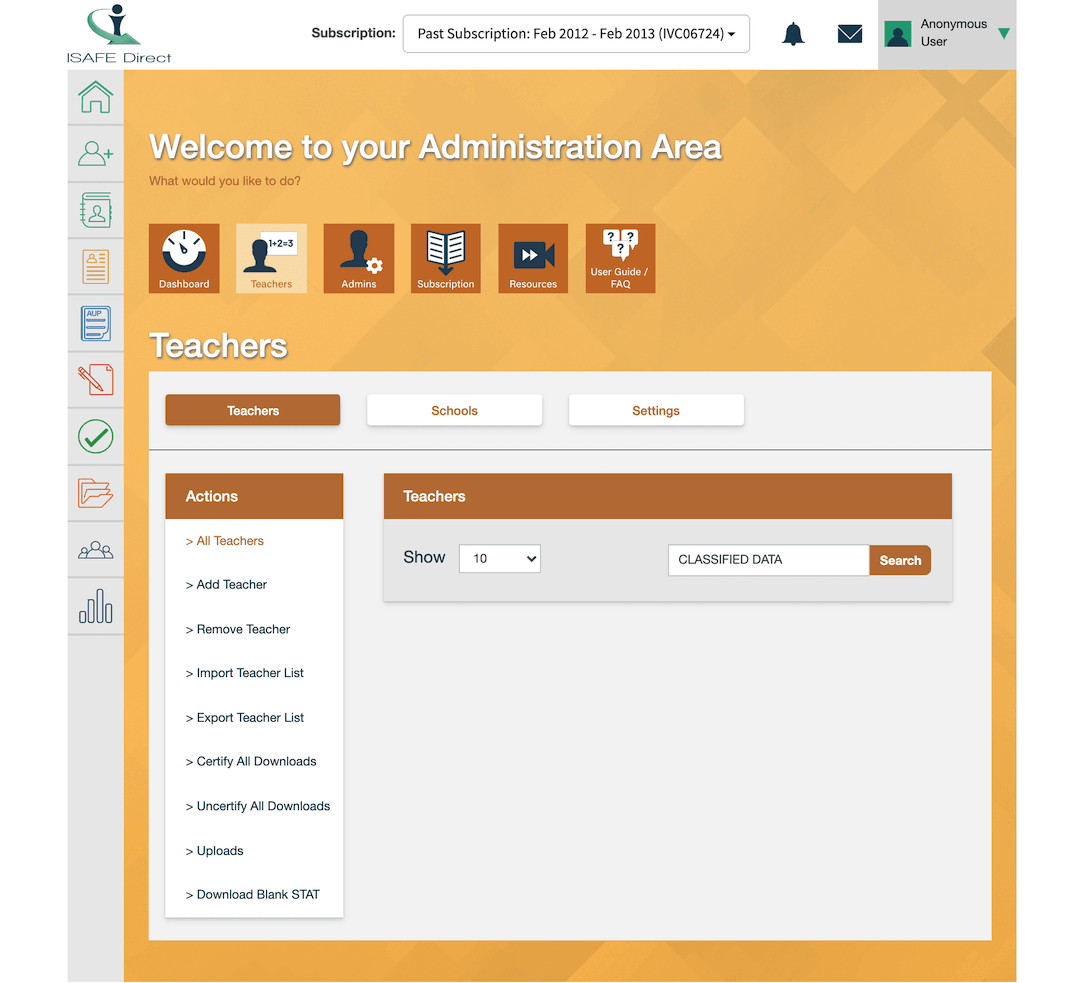 ISAFE Direct
Subscription:
Past Subscription: Feb 2012 - Feb 2013 (IVC06724)
Anonymous
User
Welcome to your Administration Area
What would you like to do?
Dashboard
1+2=3
Teachers
Admins
Subscription
Resources
? ? ?
User Guide /
FAQ
AUP
Teachers
Teachers
Schools
Settings
Actions
> All Teachers
> Add Teacher
> Remove Teacher
> Import Teacher List
> Export Teacher List
> Certify All Downloads
> Uncertify All Downloads
> Uploads
> Download Blank STAT
Teachers
Show
10
CLASSIFIED DATA
Search